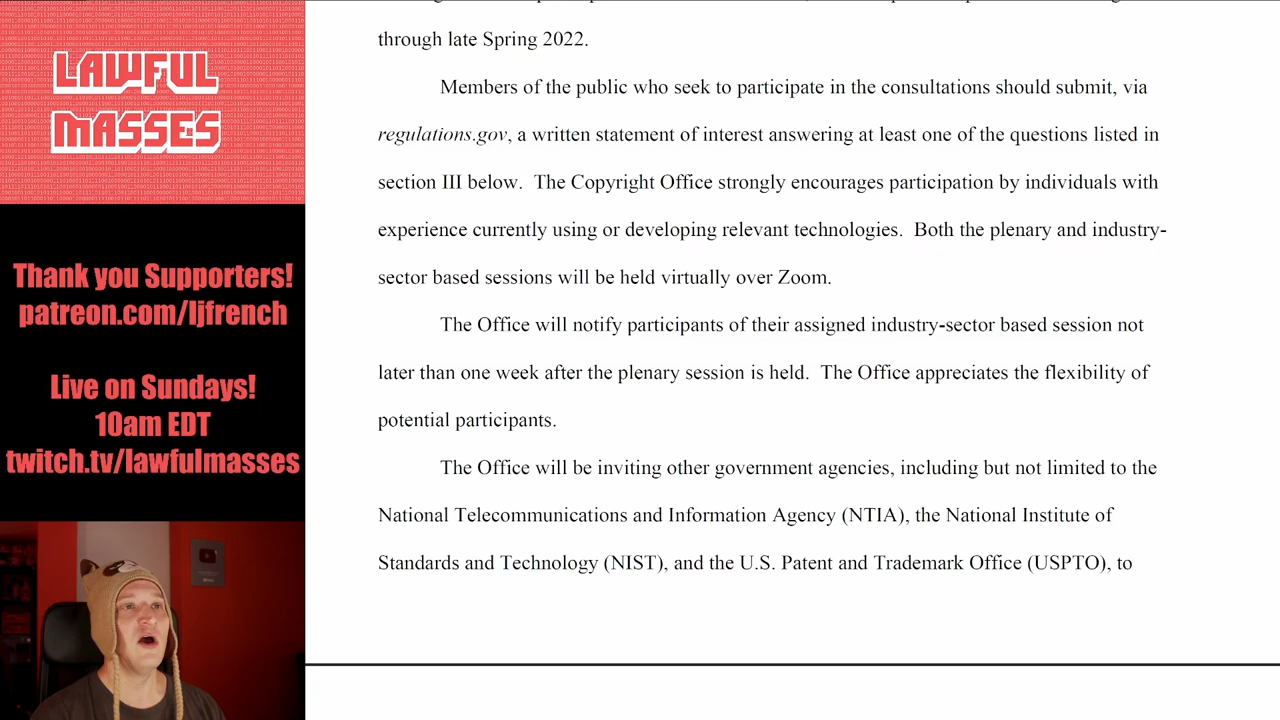 LAWFUL
MASSES
Thank you Supporters!
patreon.com/ljfrench
Live on Sundays!
10am EDT
twitch.tv/lawfulmasses
through late Spring 2022.
Members of the public who seek to participate in the consultations should submit, via
regulations.gov, a written statement of interest answering at least one of the questions listed in
section III below. The Copyright Office strongly encourages participation by individuals with
experience currently using or developing relevant technologies. Both the plenary and industry-
sector based sessions will be held virtually over Zoom.
The Office will notify participants of their assigned industry-sector based session not
later than one week after the plenary session is held. The Office appreciates the flexibility of
potential participants.
The Office will be inviting other government agencies, including but not limited to the
National Telecommunications and Information Agency (NTIA), the National Institute of
Standards and Technology (NIST), and the U.S. Patent and Trademark Office (USPTO), to